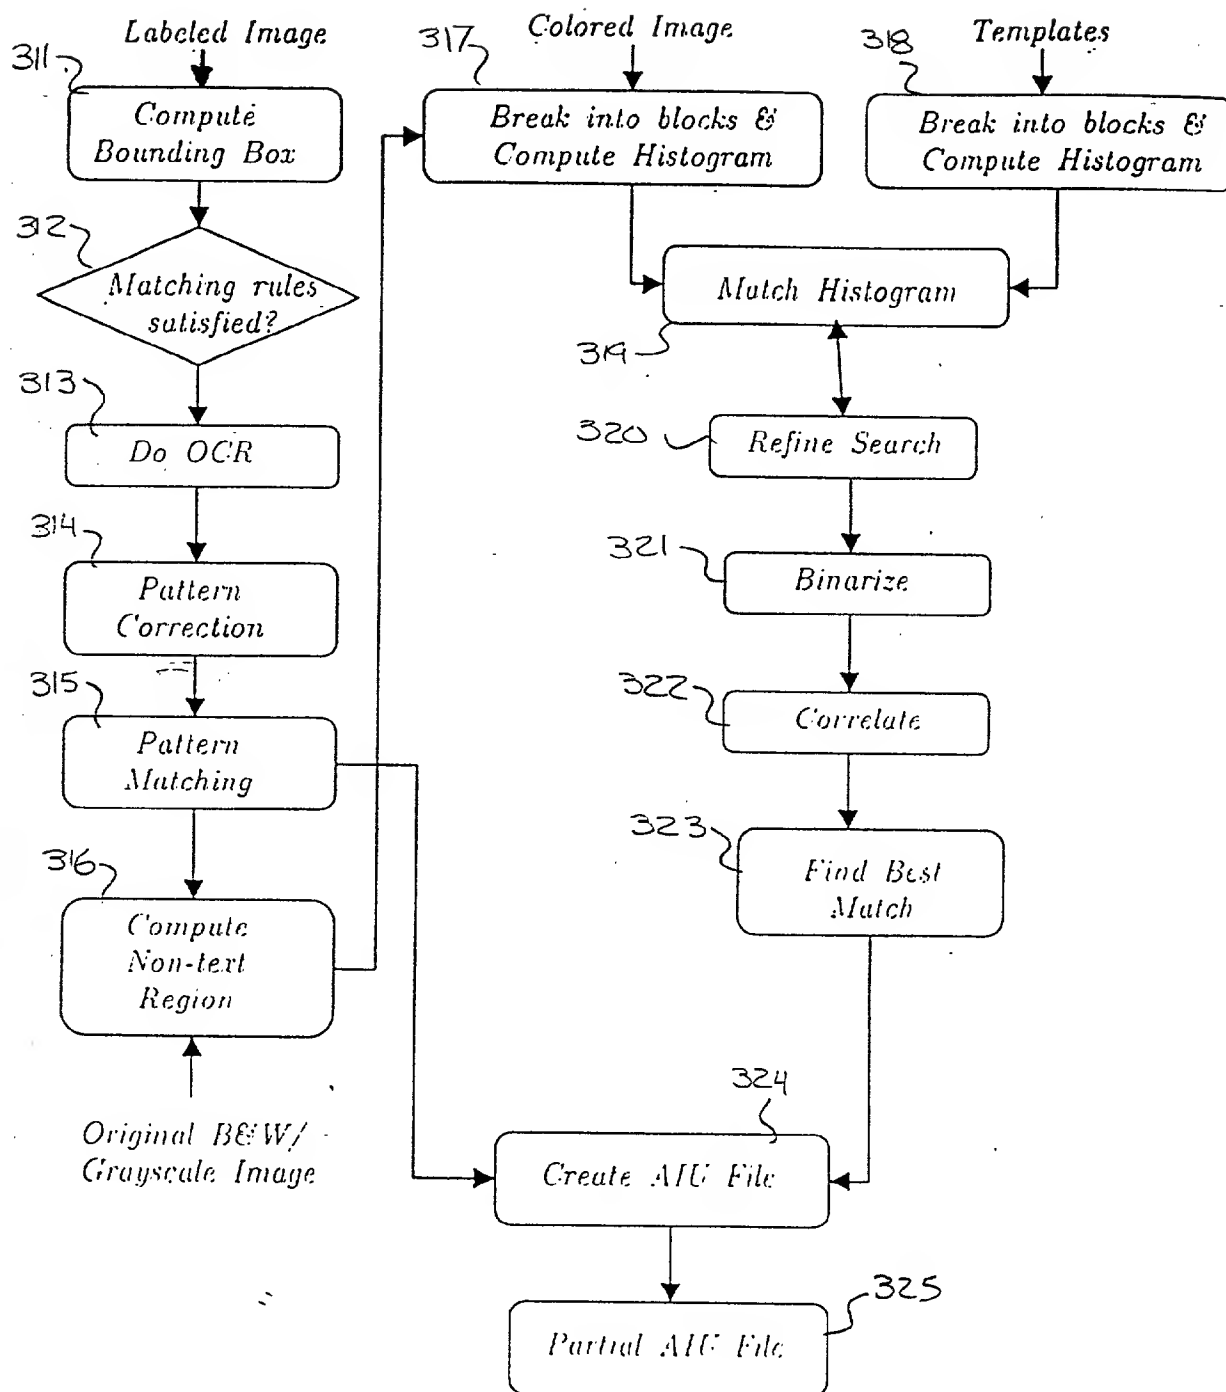 Labeled Image
311
Compute
Bounding Box
312
Matching rules
satisfied?
313
Do OCR
314
Pattern
Correction
315
Pattern
Matching
316
Compute
Non-text
Region
Original B&W/
Grayscale Image
Colored Image
317
Break into blocks &
Compute Histogram
Templates
318
Break into blocks &
Compute Histogram
Match Histogram
319
320
Refine Search
321
Binarize
322
Correlate
323
Find Best
Match
324
Create AIU File
325
Partial AIU File